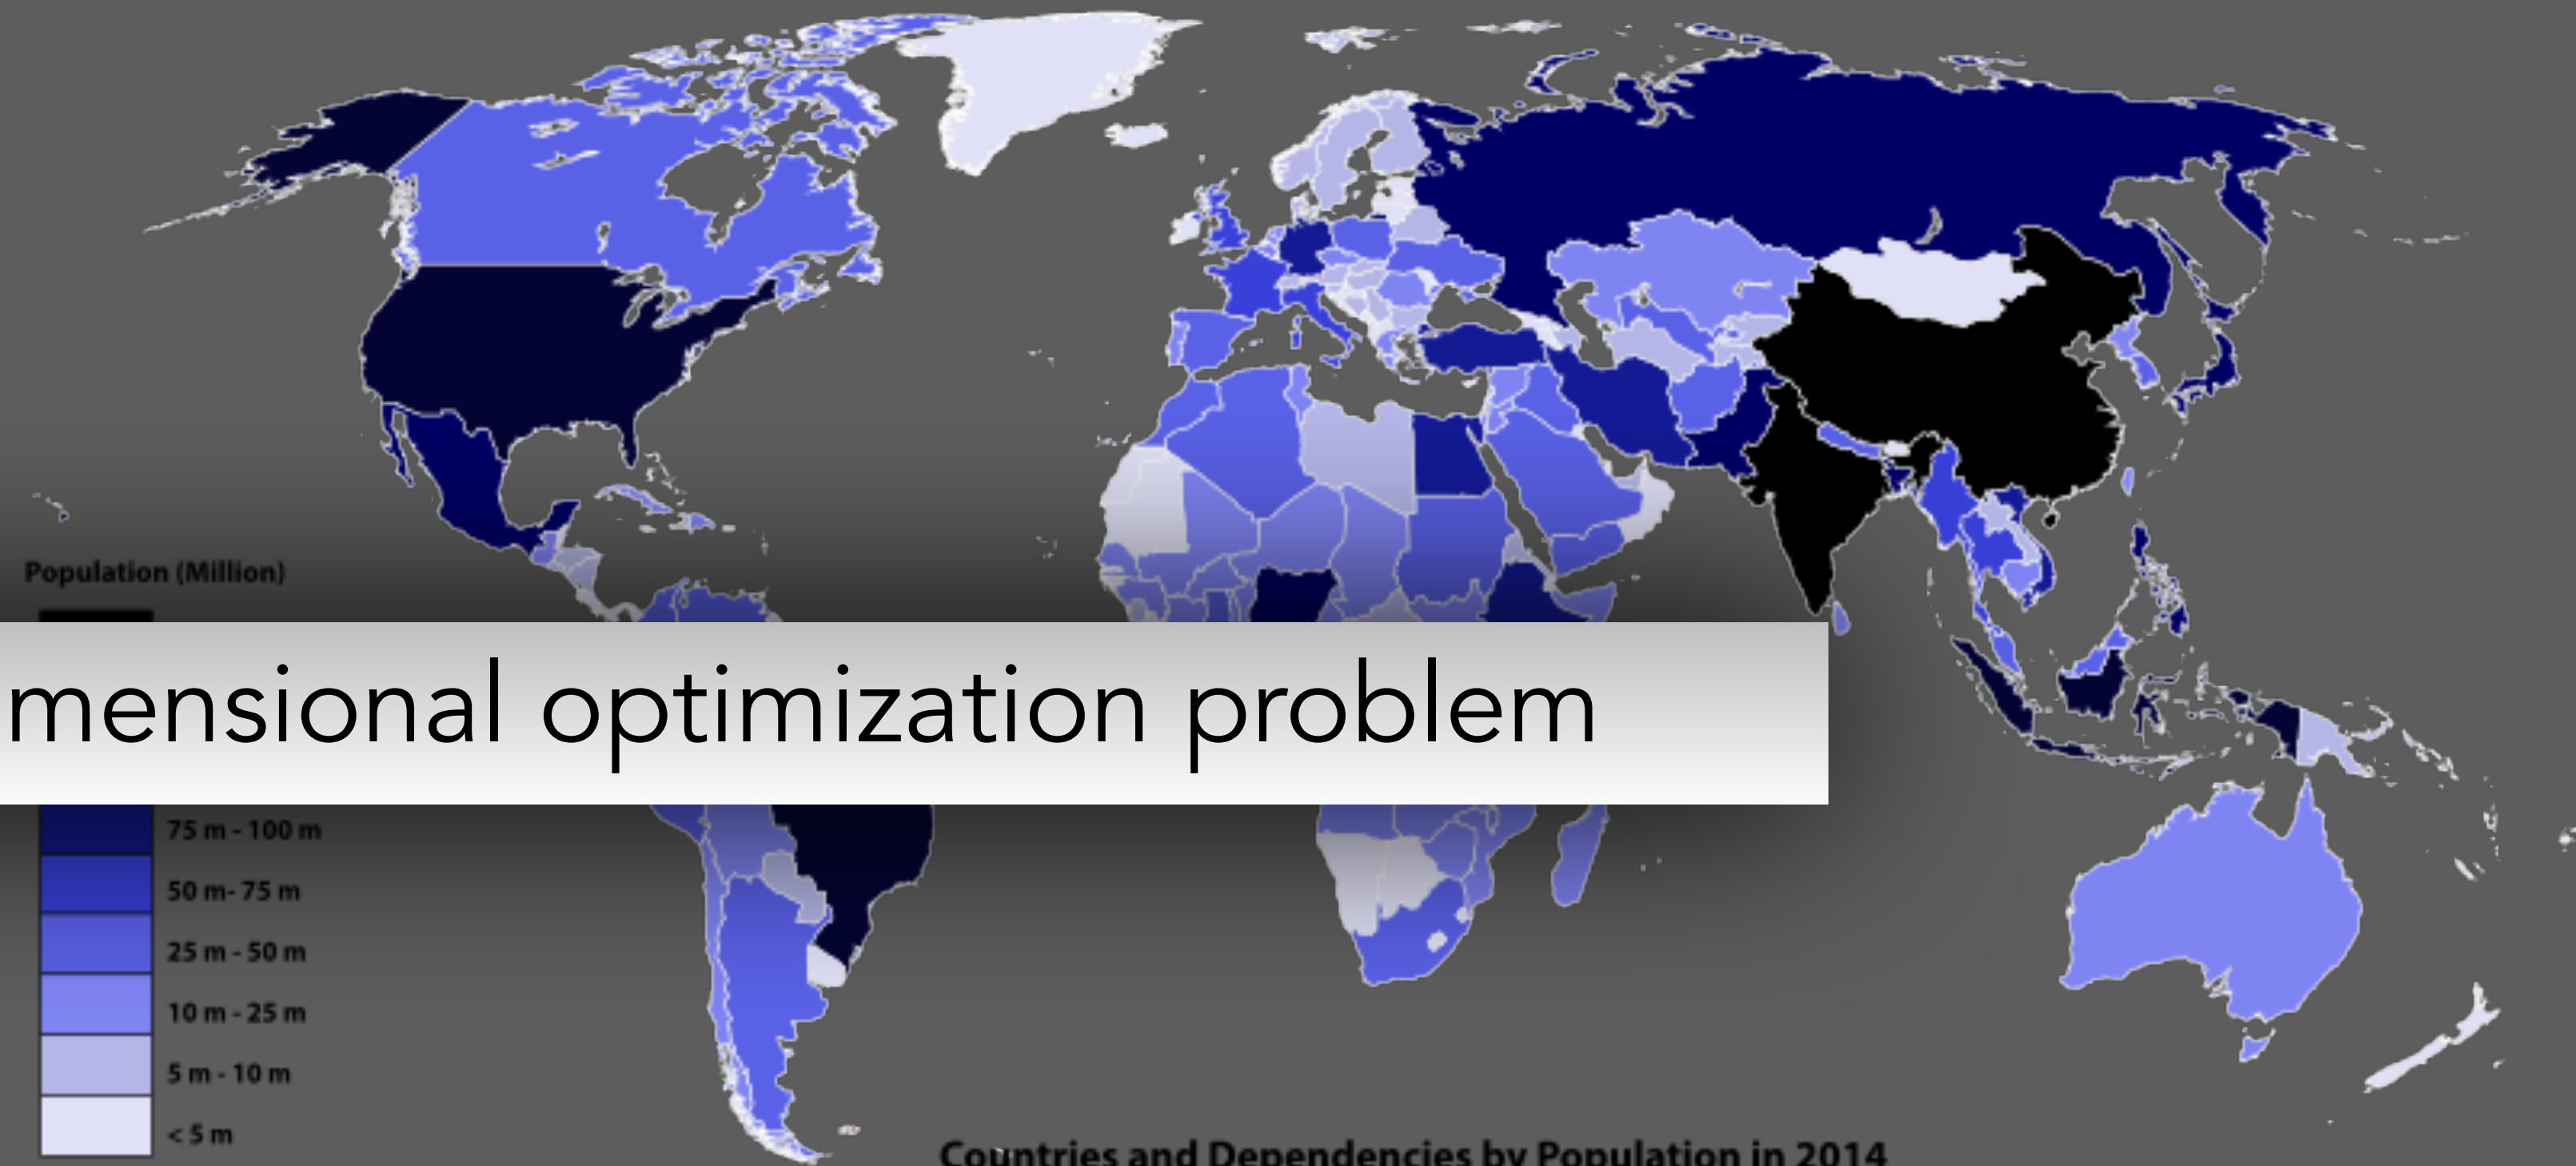 Population (Million)
mensional optimization problem
75 m - 100 m
50 m- 75 m
25 m - 50 m
10 m - 25 m
5 m - 10 m
< 5 m
Countries and Dependencies by Population in 2014